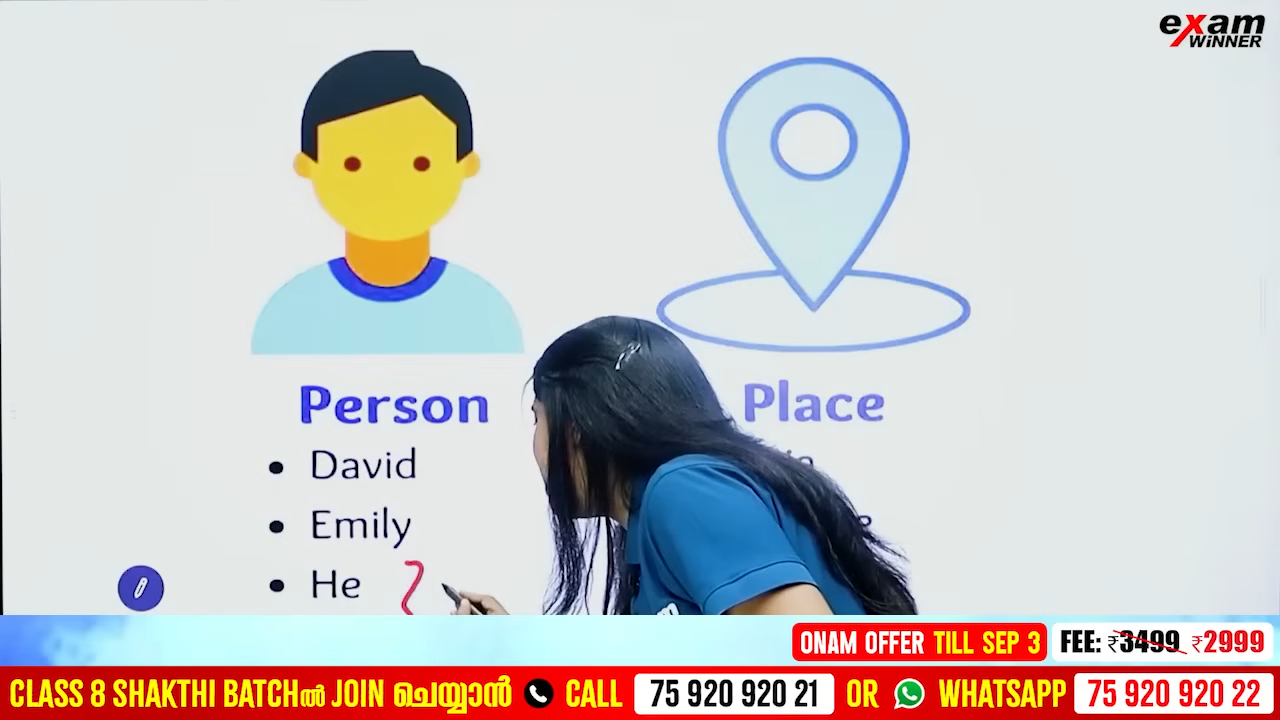 exam
WiNNER
Person
Place
David
Emily
He
ONAM OFFER TILL SEP 3
FEE: ₹3499 ₹2999
CLASS 8 SHAKTHI BATCHൽ JOIN ചെയ്യാൻ CALL 75 920 920 21 OR WHATSAPP 75 920 920 22